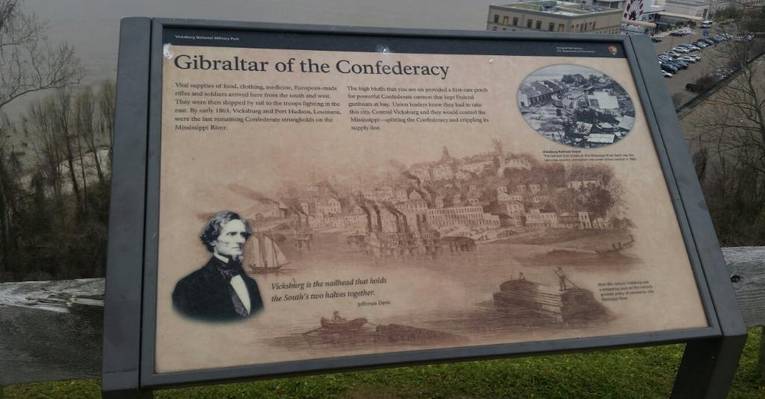 Vicksburg National Military Park
Gibraltar of the Confederacy
Vital supplies of food, clothing, medicine, European-made
rifles and soldiers arrived here from the south and west.
They were then shipped by rail to the troops fighting in the
east. By early 1863, Vicksburg and Port Hudson, Louisiana,
were the last remaining Confederate strongholds on the
Mississippi River.
The high bluffs that you see on provided a first-rate perch
for powerful Confederate cannon that kept Federal
gunboats at bay. Union leaders knew they had to take
this city. Control Vicksburg and they would control the
Mississippi—splitting the Confederacy and crippling its
supply line.
Vicksburg Railroad Depot
Vicksburg is the nailhead that holds
the South's two halves together.
Jefferson Davis